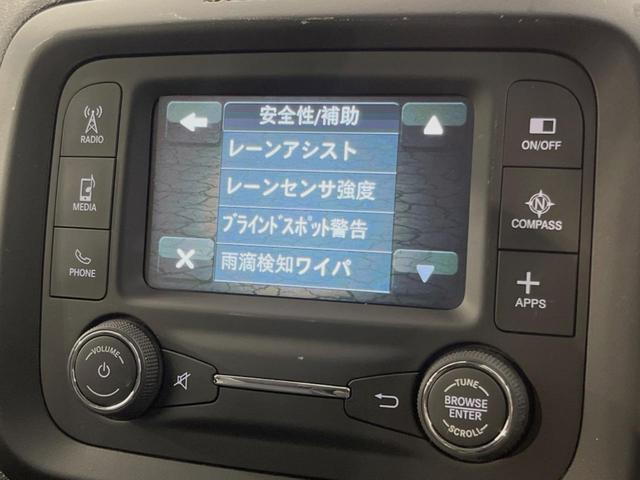 RADIO
MEDIA
PHONE
安全性/補助
レーンアシスト
レーンセンサ強度
ブラインドスポット警告
雨滴検知ワイパ
ON/OFF
N
COMPASS
APPS
VOLUME
TUNE
BROWSE
ENTER
SCROLL